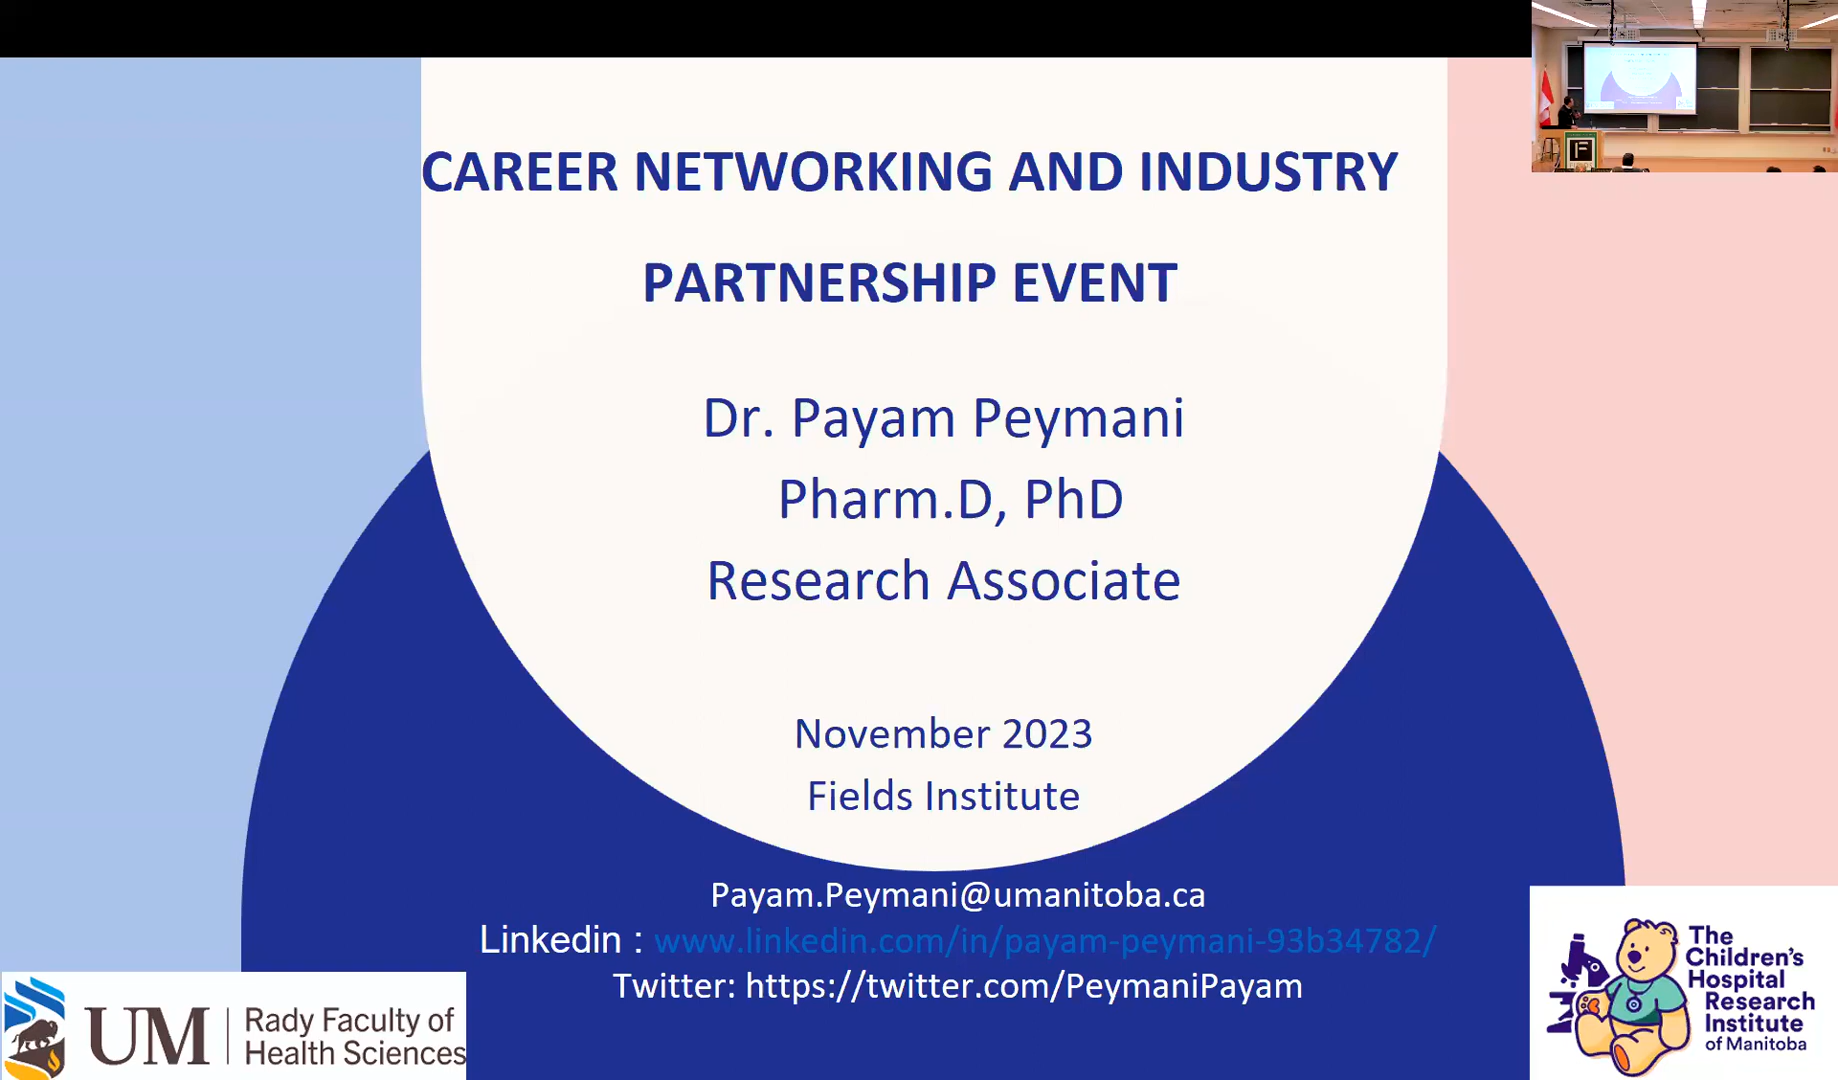 CAREER NETWORKING AND INDUSTRY
PARTNERSHIP EVENT
Dr. Payam Peymani
Pharm.D, PhD
Research Associate
November 2023
Fields Institute
Payam.Peymani@umanitoba.ca
Linkedin : www.linkedin.com/in/payam-peymani-93b34782/
Twitter: https://twitter.com/PeymaniPayam
UM
Rady Faculty of
Health Sciences
The
Children's
Hospital
Research
Institute
of Manitoba